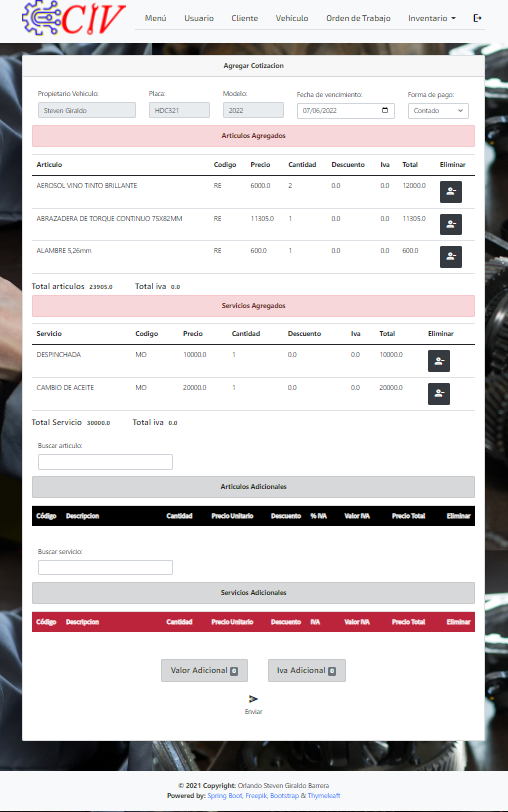 CIV
Menú Usuario Cliente Vehículo Orden de Trabajo Inventario
Agregar Cotizacion
Propietario Vehiculo: Placa: Modelo: Fecha de vencimiento: Forma de pago:
Steven Giraldo HDC321 2022 07/06/2022 Contado
Articulos Agregados
Articulo Codigo Precio Cantidad Descuento Iva Total Eliminar
AEROSOL VINO TINTO BRILLANTE RE 6000.0 2 0.0 0.0 12000.0
ABRAZADERA DE TORQUE CONTINUO 75X82MM RE 11305.0 1 0.0 0.0 11305.0
ALAMBRE 5,26mm RE 600.0 1 0.0 0.0 600.0
Total articulos 23905.0 Total iva 0.0
Servicios Agregados
Servicio Codigo Precio Cantidad Descuento Iva Total Eliminar
DESPINCHADA MO 10000.0 1 0.0 0.0 10000.0
CAMBIO DE ACEITE MO 20000.0 1 0.0 0.0 20000.0
Total Servicio 30000.0 Total iva 0.0
Buscar articulo:
Articulos Adicionales
Código Descripcion Cantidad Precio Unitario Descuento % IVA Valor IVA Precio Total Eliminar
Buscar servicio:
Servicios Adicionales
Código Descripcion Cantidad Precio Unitario Descuento IVA Valor IVA Precio Total Eliminar
Valor Adicional 0 Iva Adicional 0
Enviar
© 2021 Copyright: Orlando Steven Giraldo Barrera
Powered by: Spring Boot, Freepik, Bootstrap & Thymeleaft